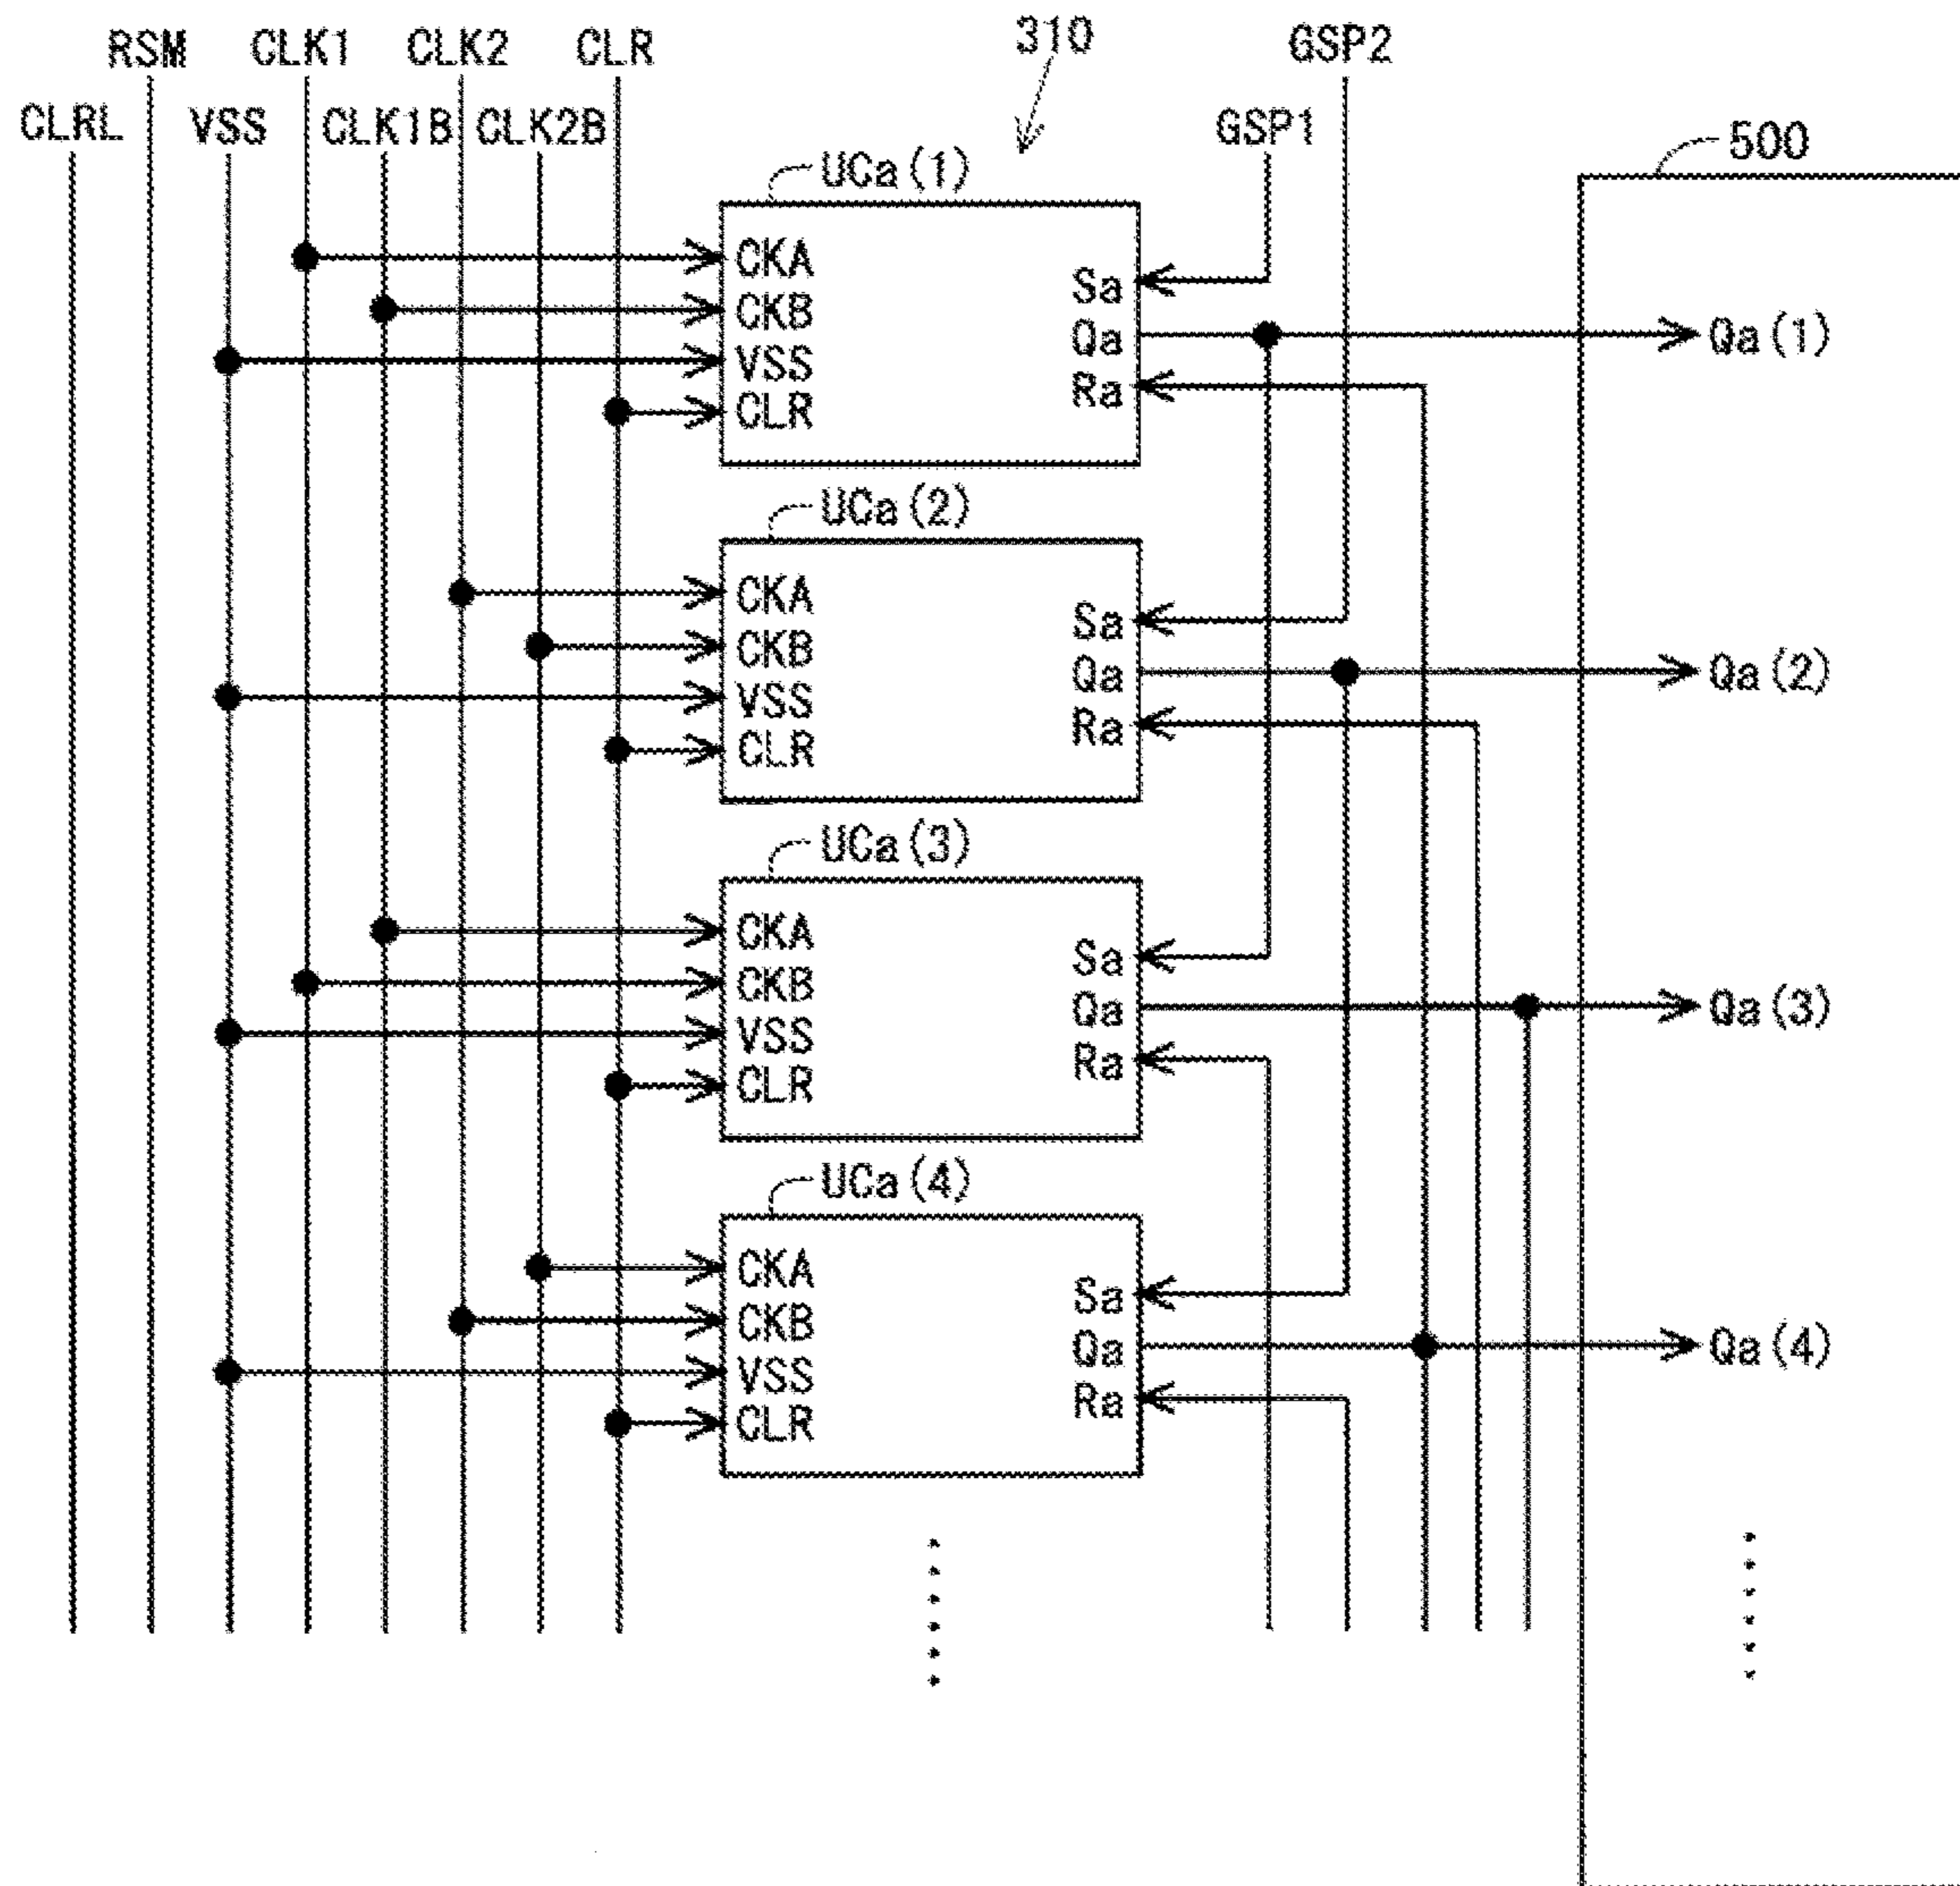 RSM CLK1 CLK2 CLR 310 GSP2
CLRL VSS CLK1B CLK2B GSP1 500
UCa(1)
CKA
CKB
VSS
CLR
Sa
Qa
Ra
Qa(1)
UCa(2)
CKA
CKB
VSS
CLR
Sa
Qa
Ra
Qa(2)
UCa(3)
CKA
CKB
VSS
CLR
Sa
Qa
Ra
Qa(3)
UCa(4)
CKA
CKB
VSS
CLR
Sa
Qa
Ra
Qa(4)